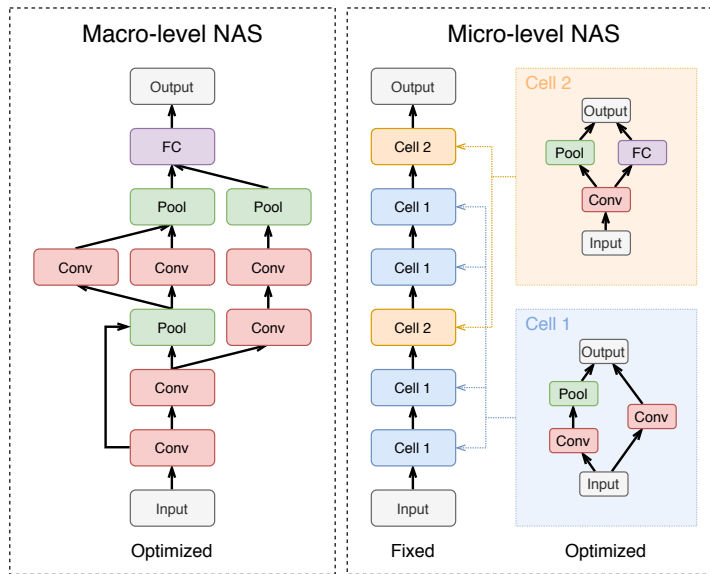 Macro-level NAS
Output
FC
Pool
Pool
Conv
Conv
Conv
Pool
Conv
Conv
Conv
Input
Optimized
Micro-level NAS
Output
Cell 2
Cell 1
Cell 1
Cell 2
Cell 1
Cell 1
Input
Fixed
Cell 2
Output
Pool
FC
Conv
Input
Cell 1
Output
Pool
Conv
Conv
Input
Optimized